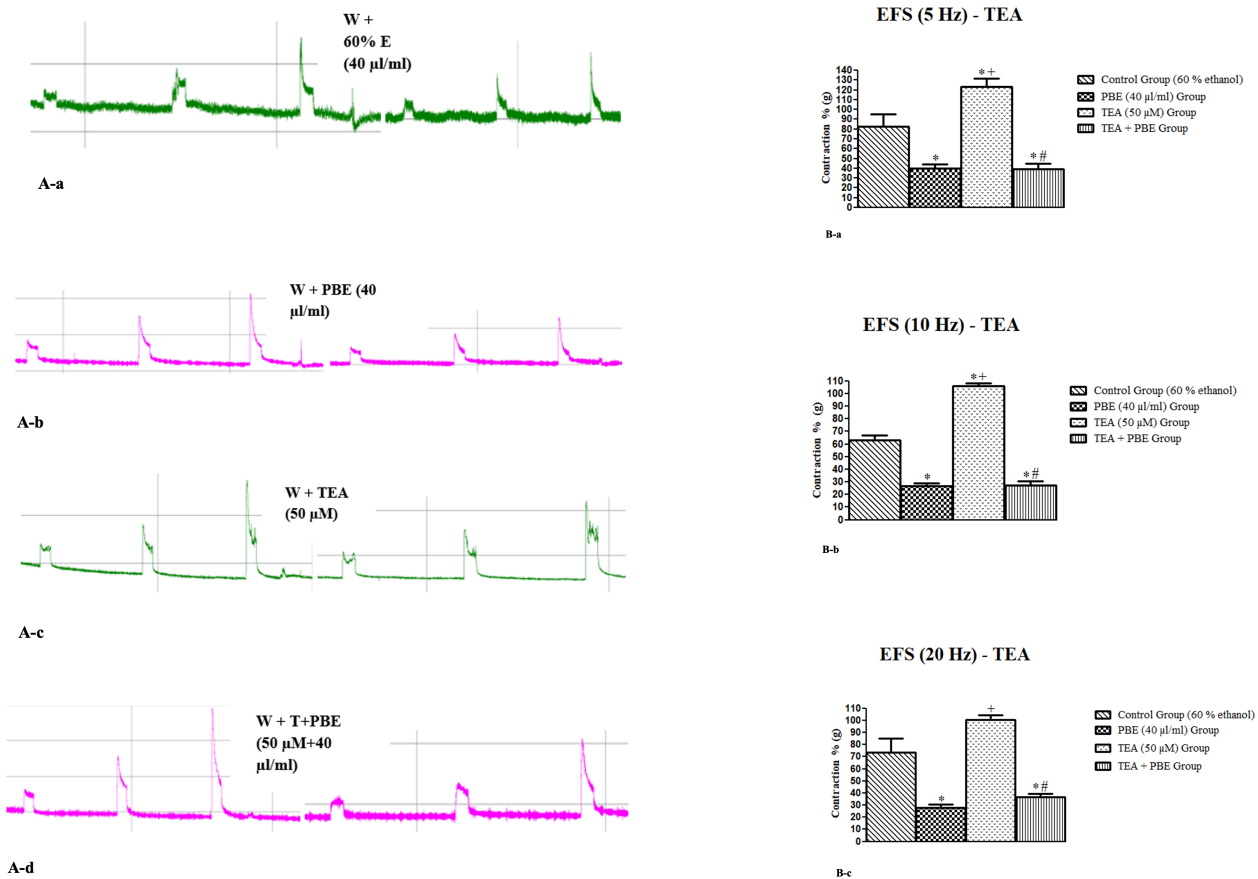 W +
60% E
(40 µl/ml)
A-a
W + PBE (40
µl/ml)
A-b
W + TEA
(50 µM)
A-c
W + T+PBE
(50 µM+40
µl/ml)
A-d
EFS (5 Hz) - TEA
Contraction %(g)
140
130
120
110
100
90
80
70
60
50
40
30
20
10
0
*
*+
*#
Control Group (60 % ethanol)
PBE (40 µl/ml) Group
TEA (50 µM) Group
TEA + PBE Group
B-a
EFS (10 Hz) - TEA
Contraction % (g)
110
100
90
80
70
60
50
40
30
20
10
0
*
*+
*#
Control Group (60 % ethanol)
PBE (40 µl/ml) Group
TEA (50 µM) Group
TEA + PBE Group
B-b
EFS (20 Hz) - TEA
Contraction % (g)
110
100
90
80
70
60
50
40
30
20
10
0
*
+
*#
Control Group (60 % ethanol)
PBE (40 µl/ml) Group
TEA (50 µM) Group
TEA + PBE Group
B-c